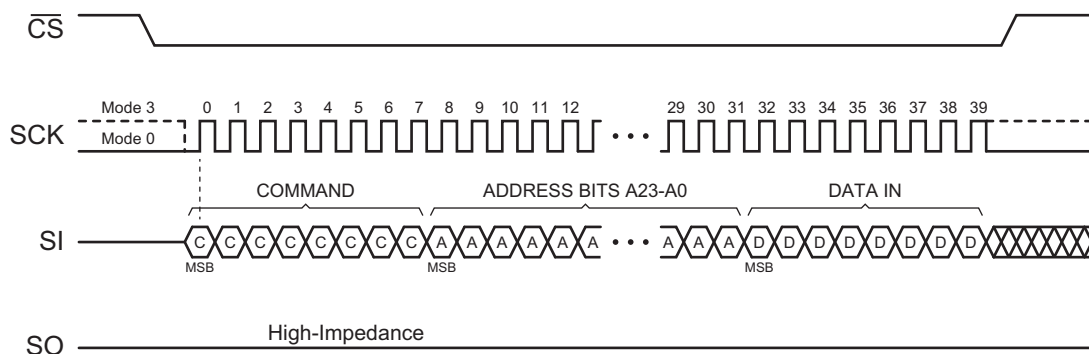 CS
Mode 3 0 1 2 3 4 5 6 7 8 9 10 11 12 29 30 31 32 33 34 35 36 37 38 39
SCK
Mode 0
COMMAND ADDRESS BITS A23-A0 DATA IN
SI C C C C C C C C A A A A A A • • • A A A D D D D D D D D
MSB MSB MSB
High-Impedance
SO